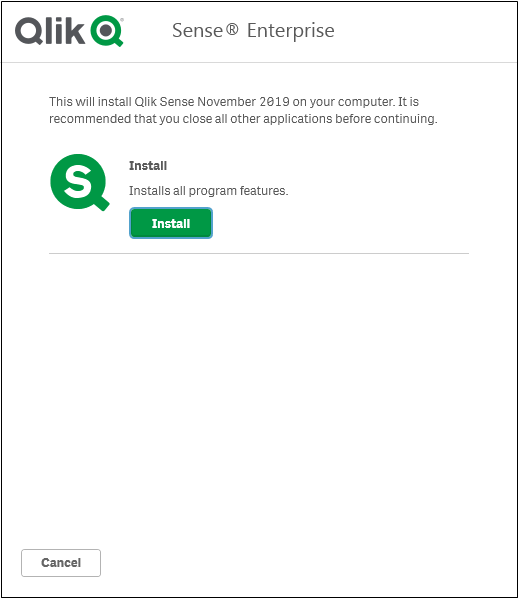 Qlik Q® Sense® Enterprise
This will install Qlik Sense November 2019 on your computer. It is
recommended that you close all other applications before continuing.
S
Install
Installs all program features.
Install
Cancel